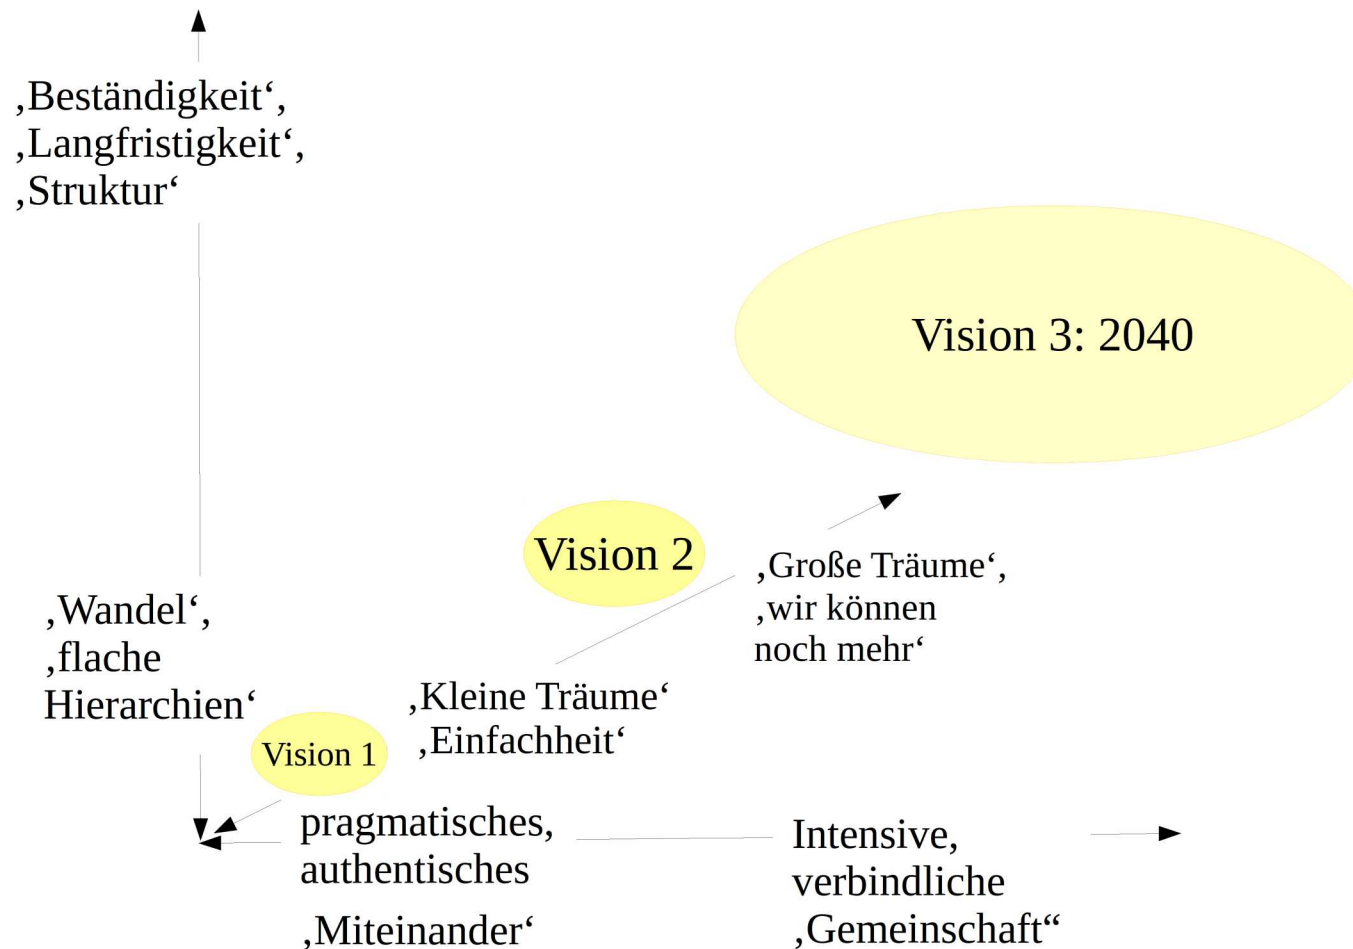 ‚Beständigkeit‘,
‚Langfristigkeit‘,
‚Struktur‘
Vision 3: 2040
Vision 2
‚Große Träume‘,
‚wir können
noch mehr‘
‚Wandel‘,
‚flache
Hierarchien‘
‚Kleine Träume‘
‚Einfachheit‘
Vision 1
pragmatisches,
authentisches
‚Miteinander‘
Intensive,
verbindliche
‚Gemeinschaft“